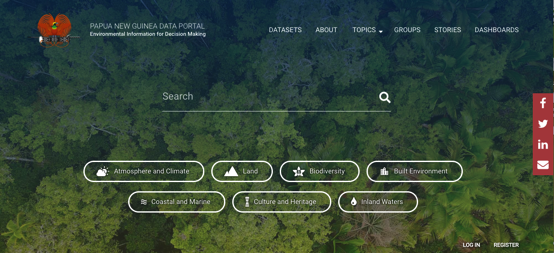 PAPUA NEW GUINEA DATA PORTAL
Environmental Information for Decision Making
DATASETS ABOUT TOPICS GROUPS STORIES DASHBOARDS
Search
Atmosphere and Climate Land Biodiversity Built Environment
Coastal and Marine Culture and Heritage Inland Waters
LOG IN REGISTER